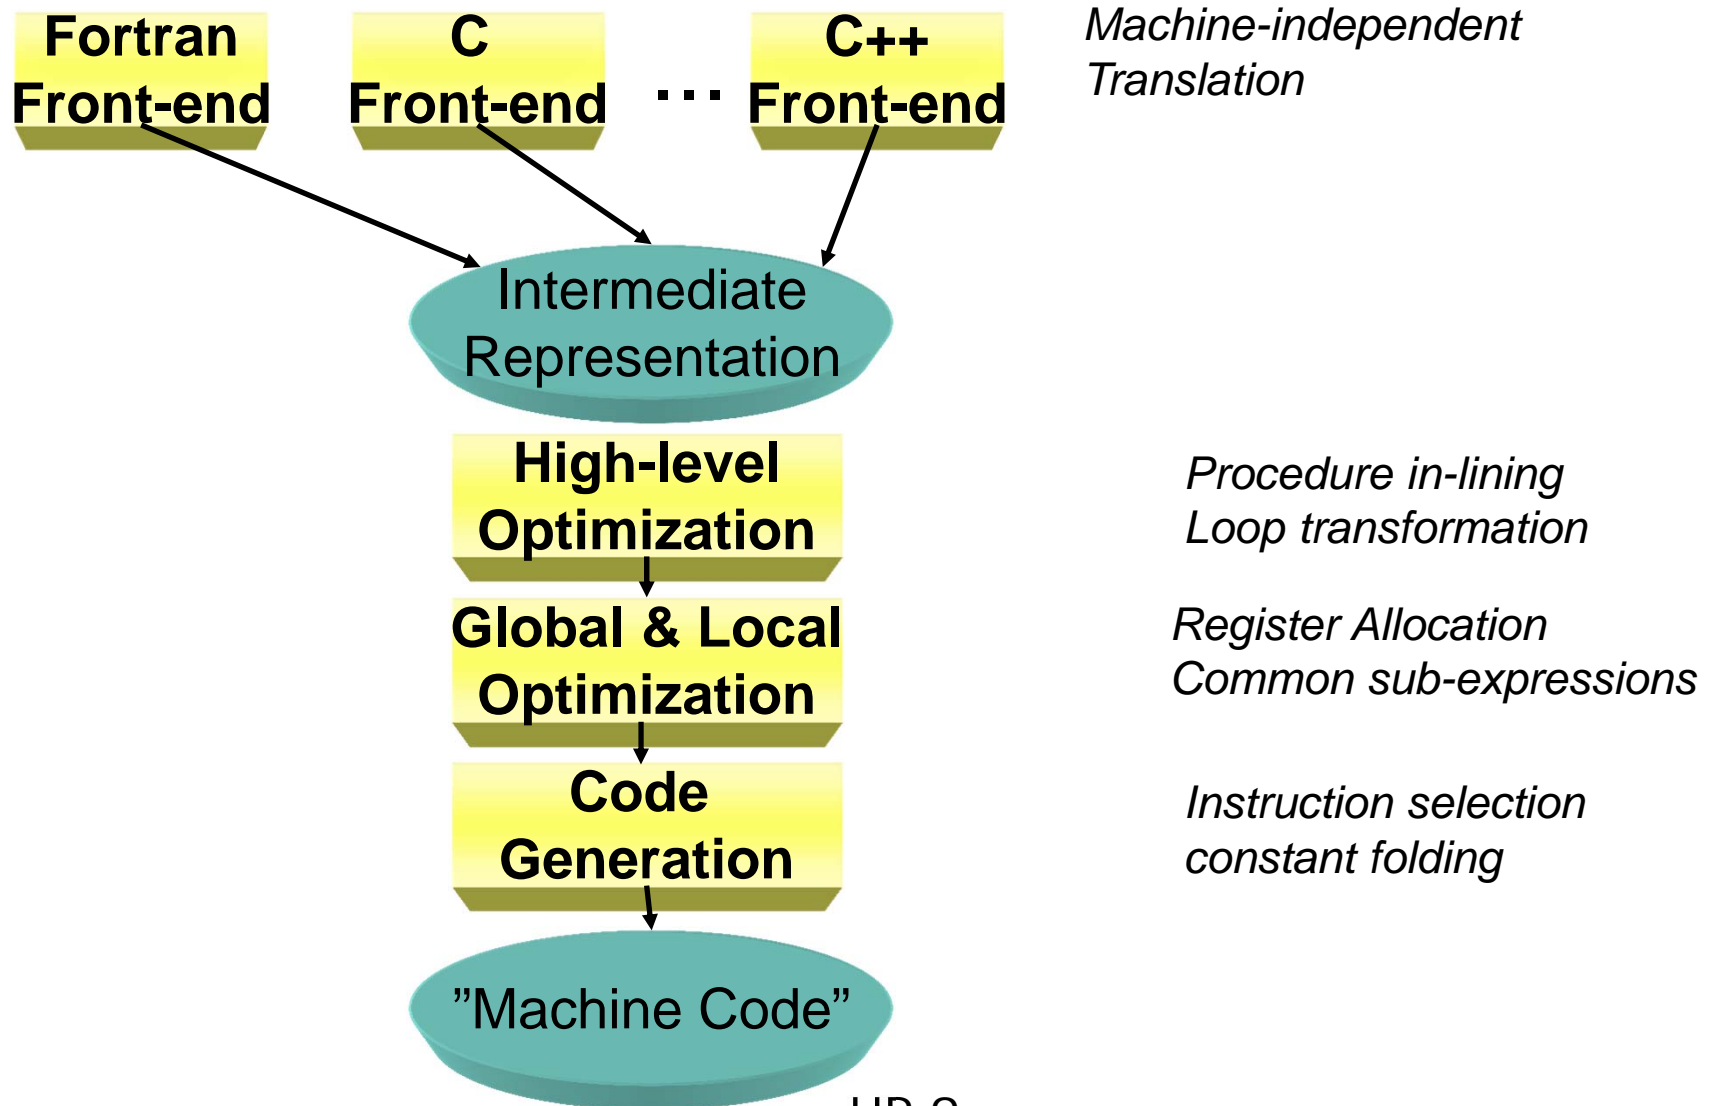 Fortran
Front-end
C
Front-end
...
C++
Front-end
Machine-independent
Translation
Intermediate
Representation
High-level
Optimization
Procedure in-lining
Loop transformation
Global & Local
Optimization
Register Allocation
Common sub-expressions
Code
Generation
Instruction selection
constant folding
”Machine Code”